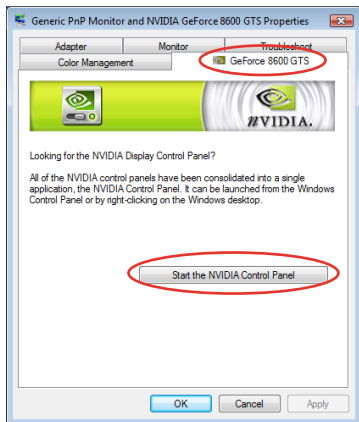 Generic PnP Monitor and NVIDIA GeForce 8600 GTS Properties
Adapter Monitor Troubleshoot
Color Management GeForce 8600 GTS
NVIDIA.
Looking for the NVIDIA Display Control Panel?
All of the NVIDIA control panels have been consolidated into a single
application, the NVIDIA Control Panel. It can be launched from the Windows
Control Panel or by right-clicking on the Windows desktop.
Start the NVIDIA Control Panel
OK Cancel Apply